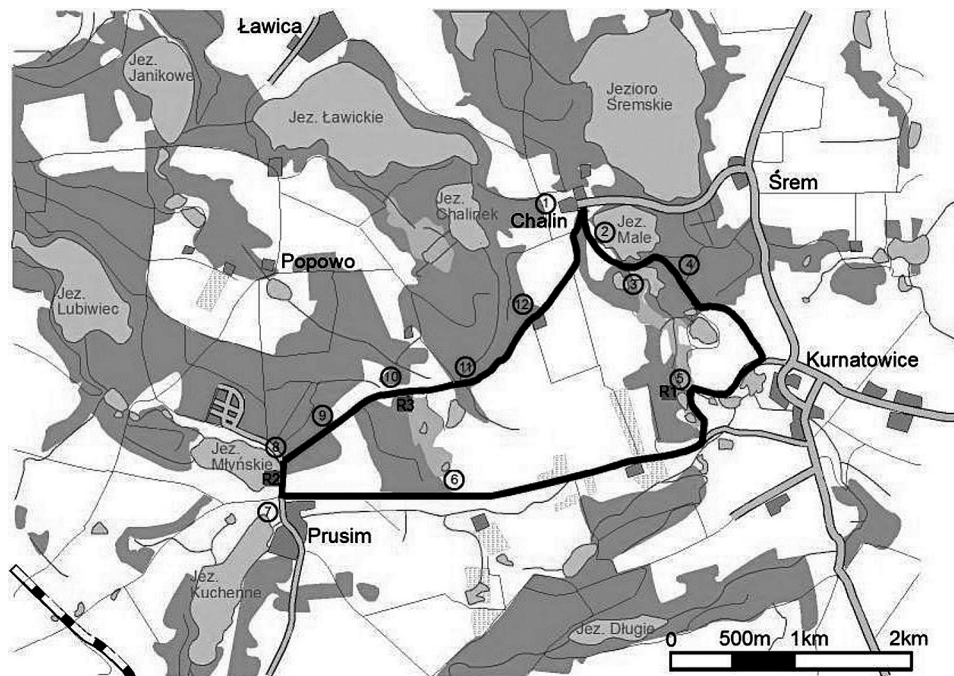 Ławica
Jez.
Janikowe
Jez. Ławickie
Jezioro
Śremskie
Śrem
Jez.
Chalinek
1
Chalin
Jez.
Małe
2
3
4
Popowo
Jez.
Lubiwiec
12
Kurnatowice
10
11
5
R1
R3
9
8
Jez.
Młyńskie
R2
6
7
Prusim
Jez.
Kuchenne
Jez. Długie
0 500m 1km 2km